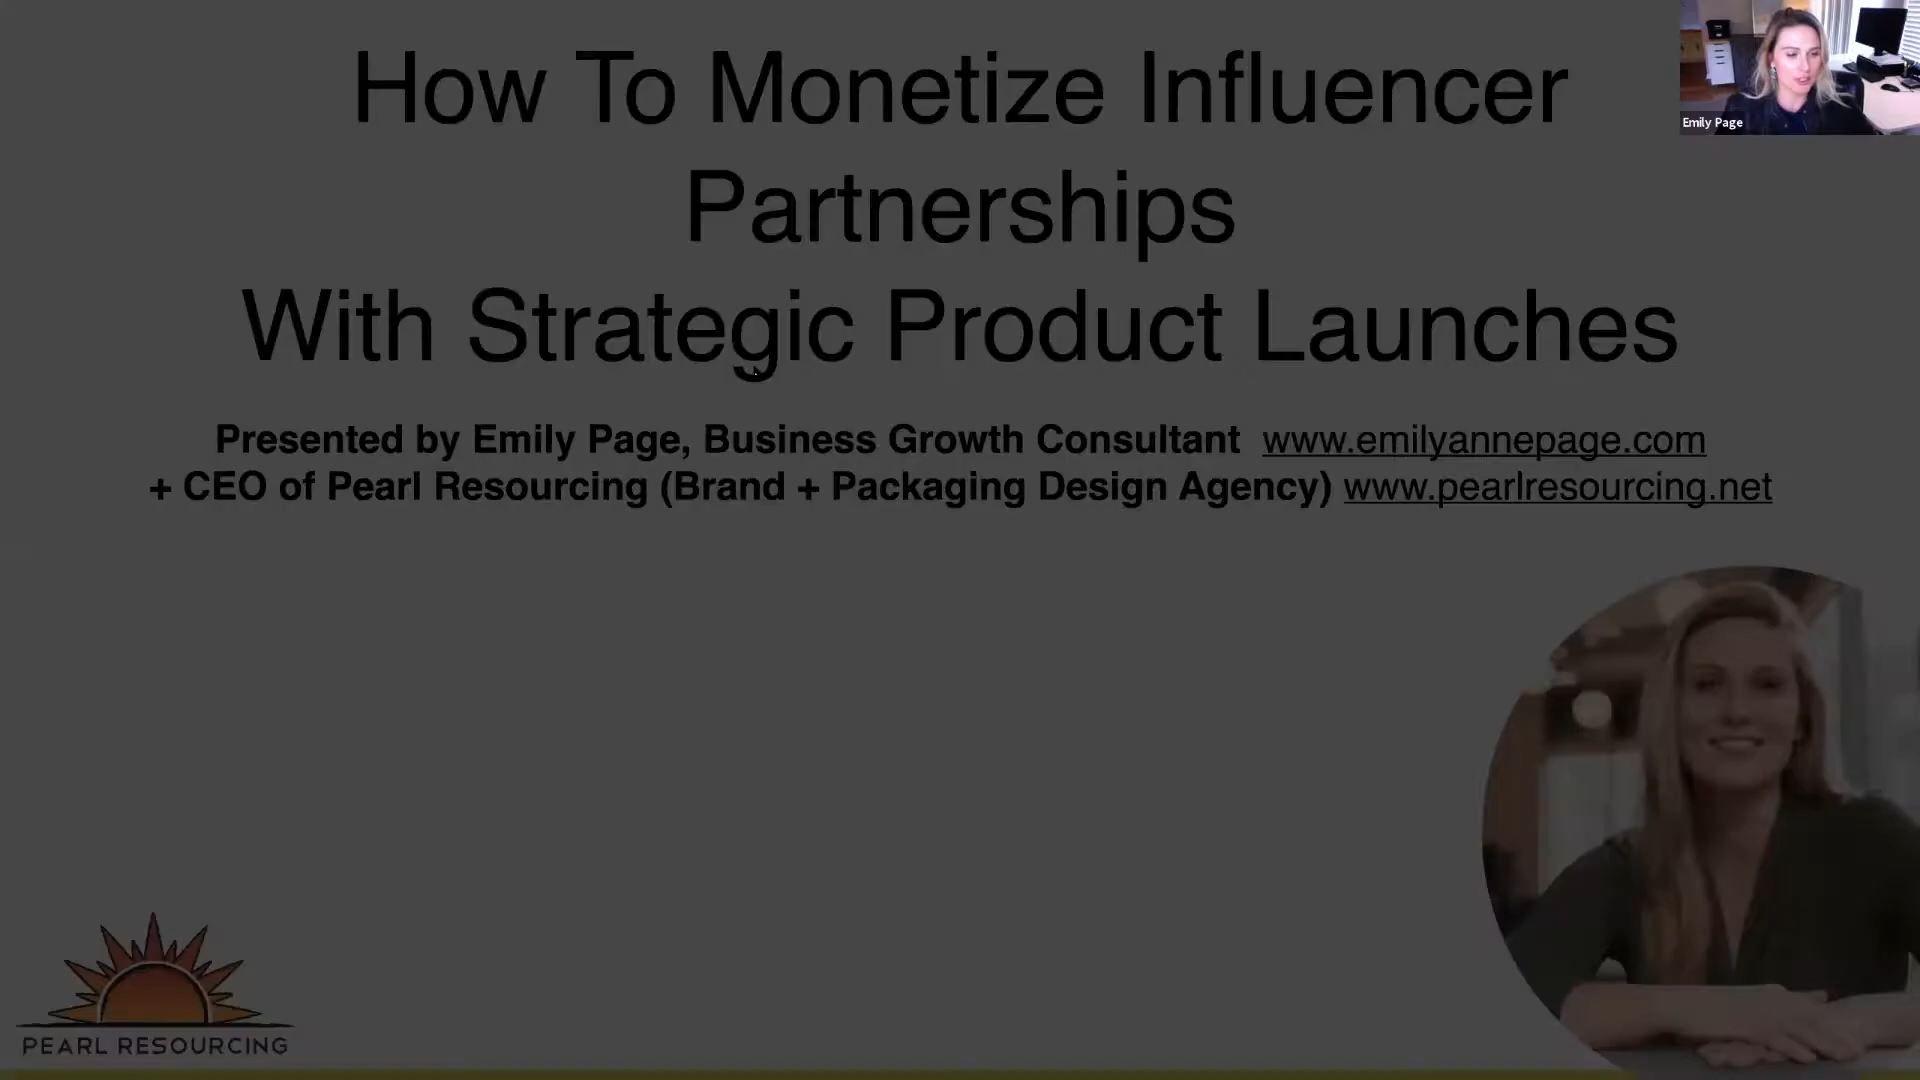 How To Monetize Influencer
Partnerships
With Strategic Product Launches
Presented by Emily Page, Business Growth Consultant www.emilyannepage.com
+ CEO of Pearl Resourcing (Brand + Packaging Design Agency) www.pearlresourcing.net
Emily Page
PEARL RESOURCING